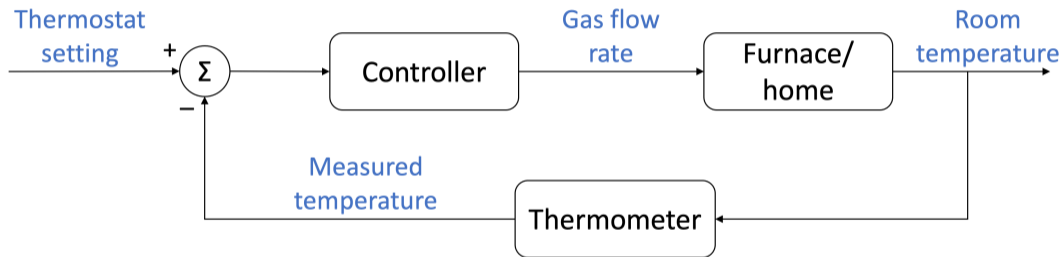 Thermostat
setting
+
Σ
−
Controller
Gas flow
rate
Furnace/
home
Room
temperature
Measured
temperature
Thermometer